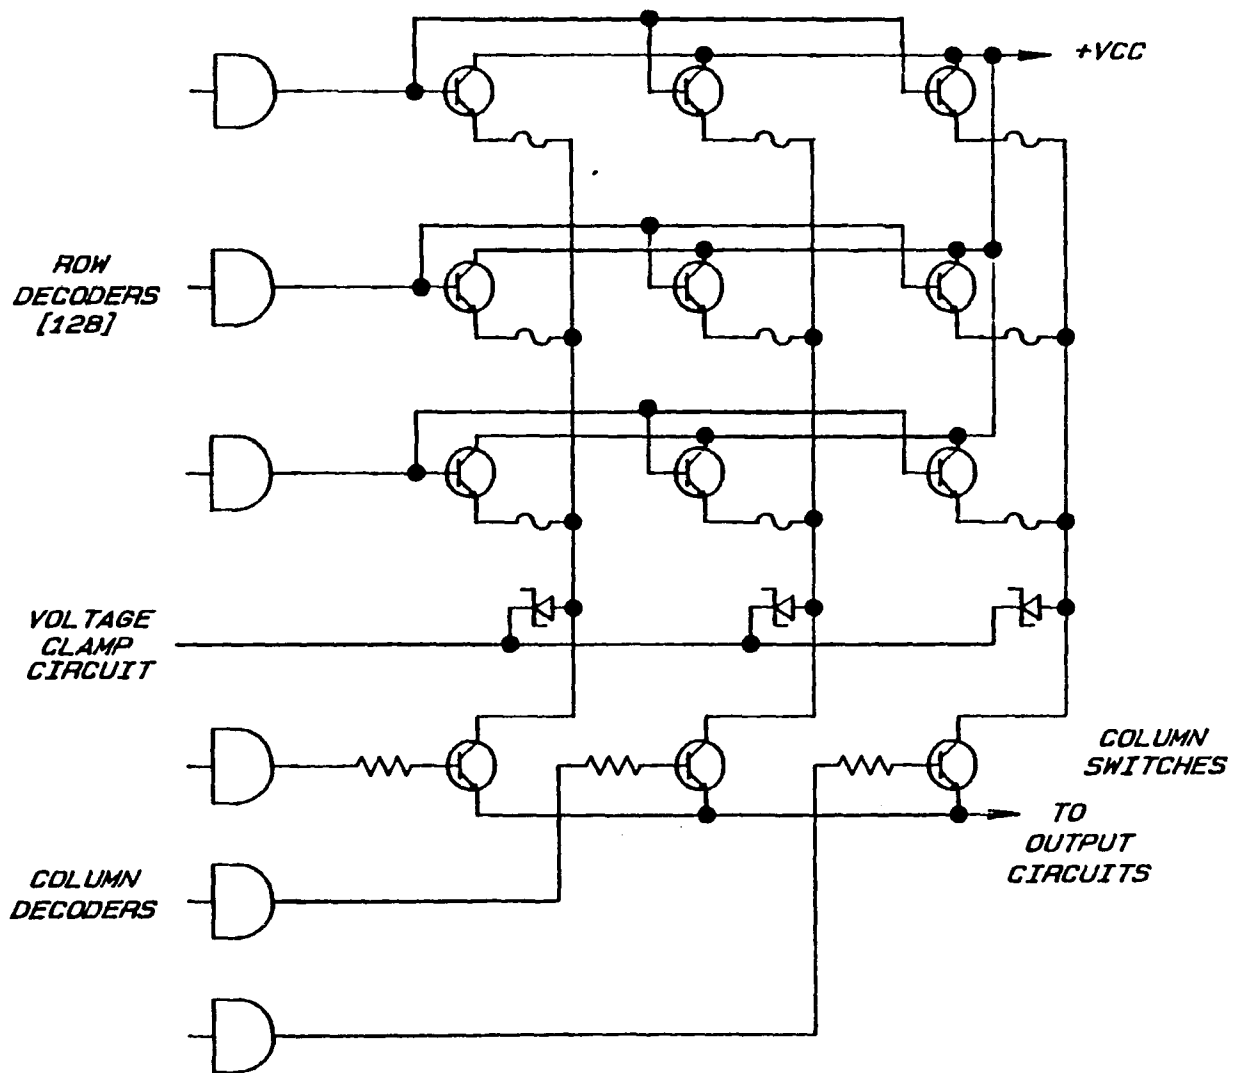 +VCC
ROW
DECODERS
[128]
VOLTAGE
CLAMP
CIRCUIT
COLUMN
SWITCHES
TO
OUTPUT
CIRCUITS
COLUMN
DECODERS